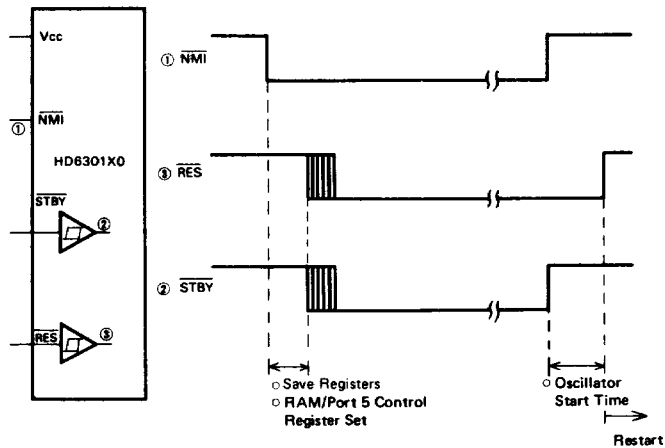 Vcc
① NMI
HD6301X0
STBY
②
RES
③
① NMI
③ RES
② STBY
○ Save Registers
○ RAM/Port 5 Control
Register Set
○ Oscillator
Start Time
Restart